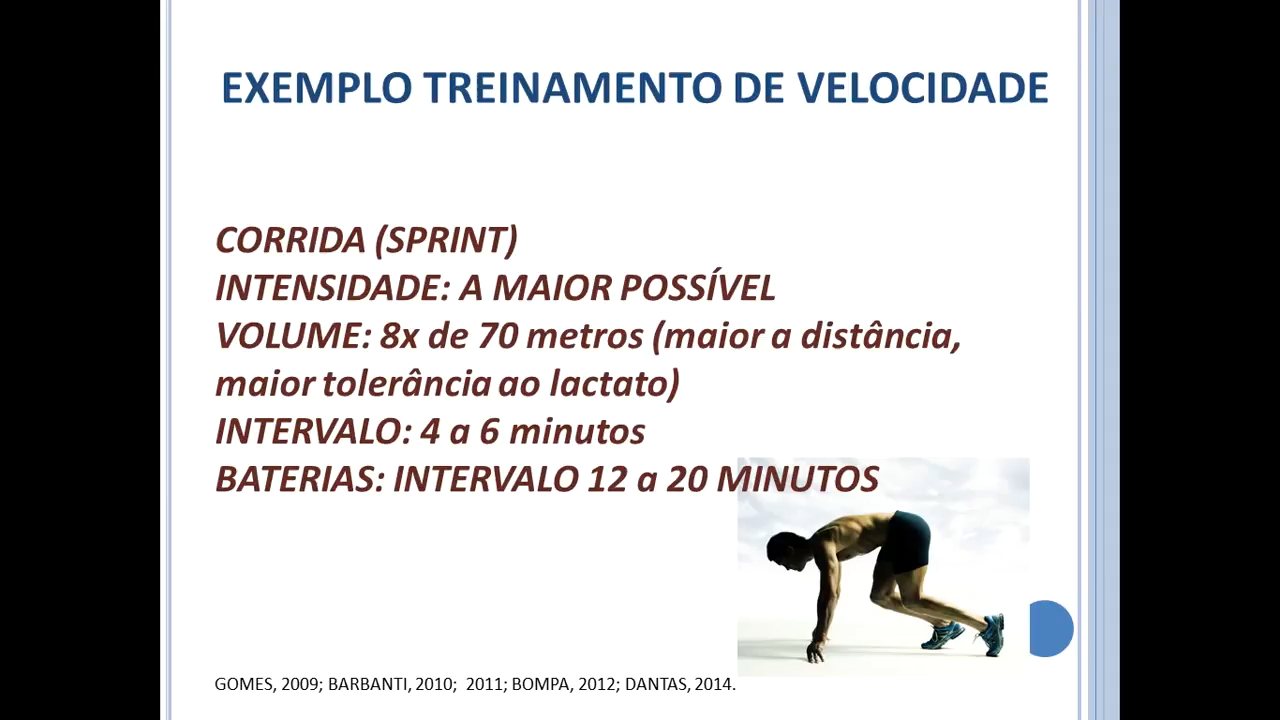 EXEMPLO TREINAMENTO DE VELOCIDADE
CORRIDA (SPRINT)
INTENSIDADE: A MAIOR POSSÍVEL
VOLUME: 8x de 70 metros (maior a distância,
maior tolerância ao lactato)
INTERVALO: 4 a 6 minutos
BATERIAS: INTERVALO 12 a 20 MINUTOS
GOMES, 2009; BARBANTI, 2010;  2011; BOMPA, 2012; DANTAS, 2014.